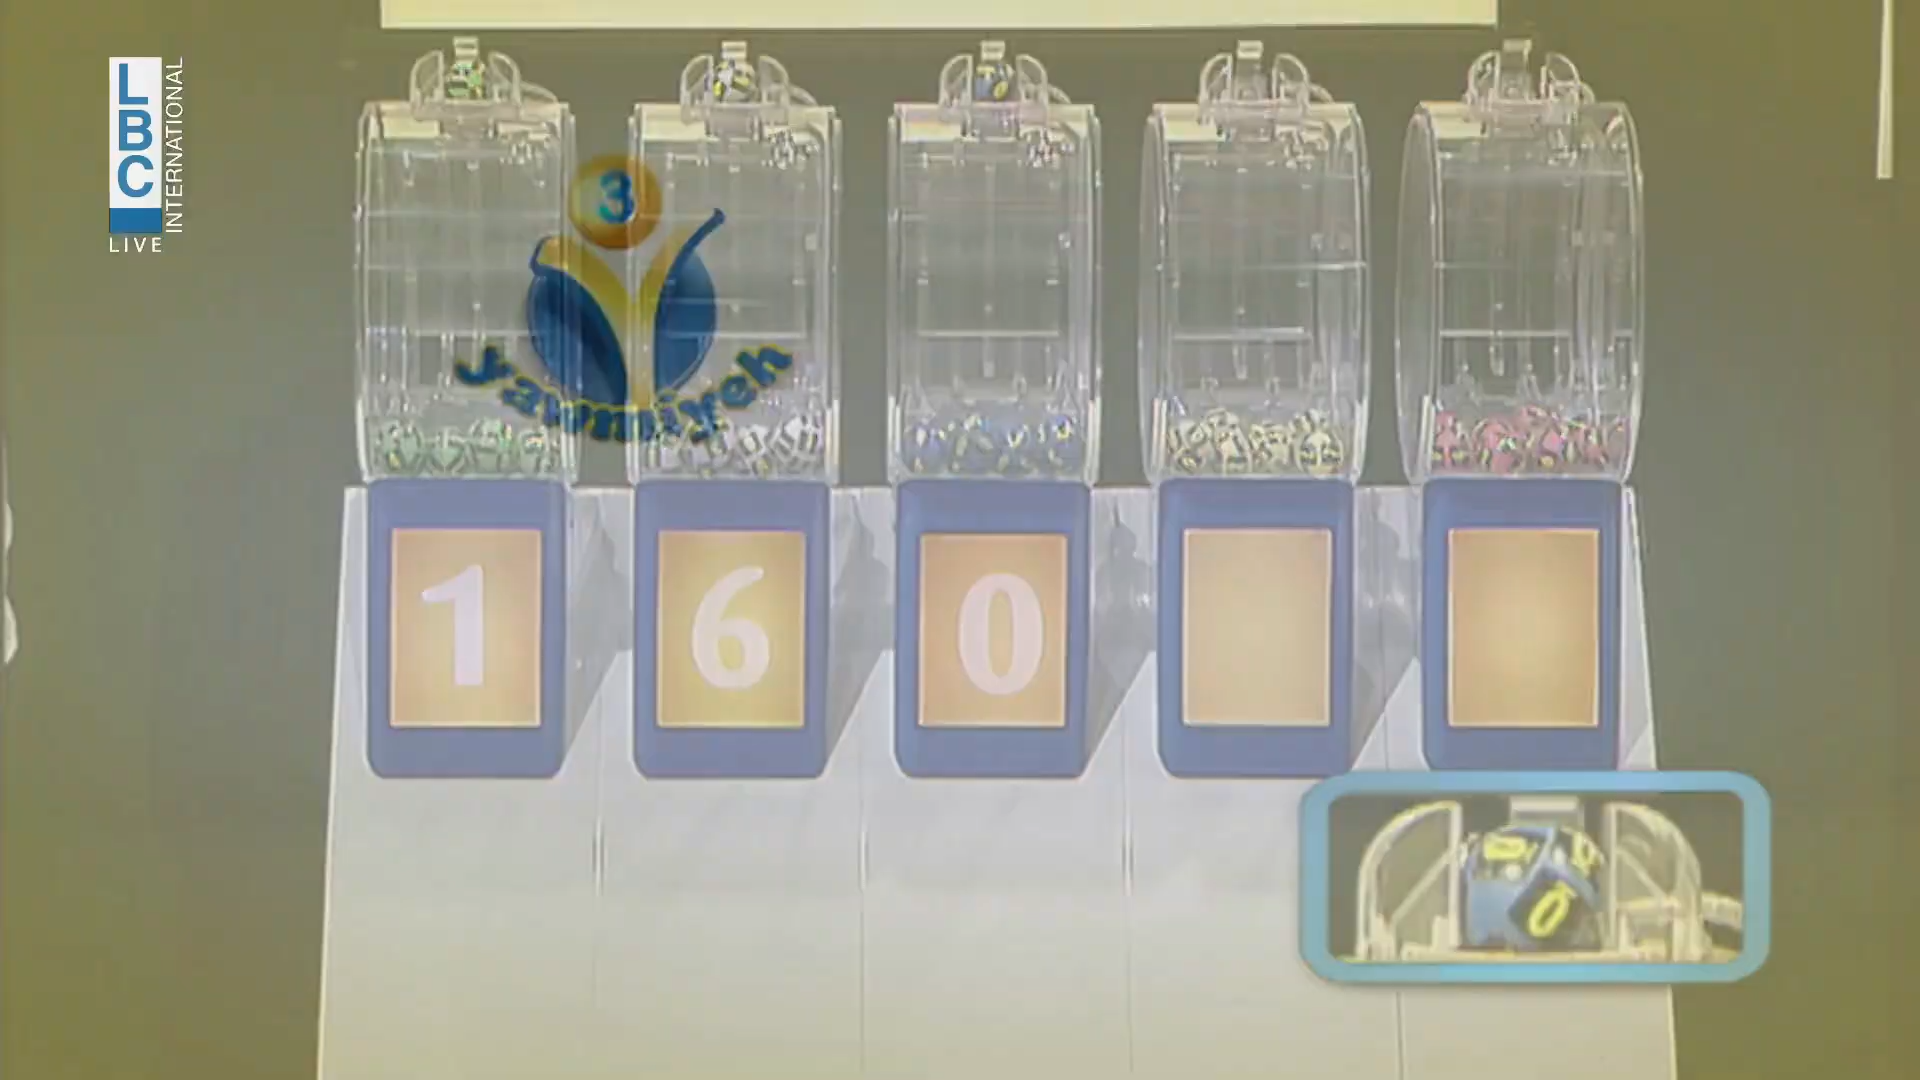 LBC
INTERNATIONAL
LIVE
3
yawmiyeh
1 6 0
0